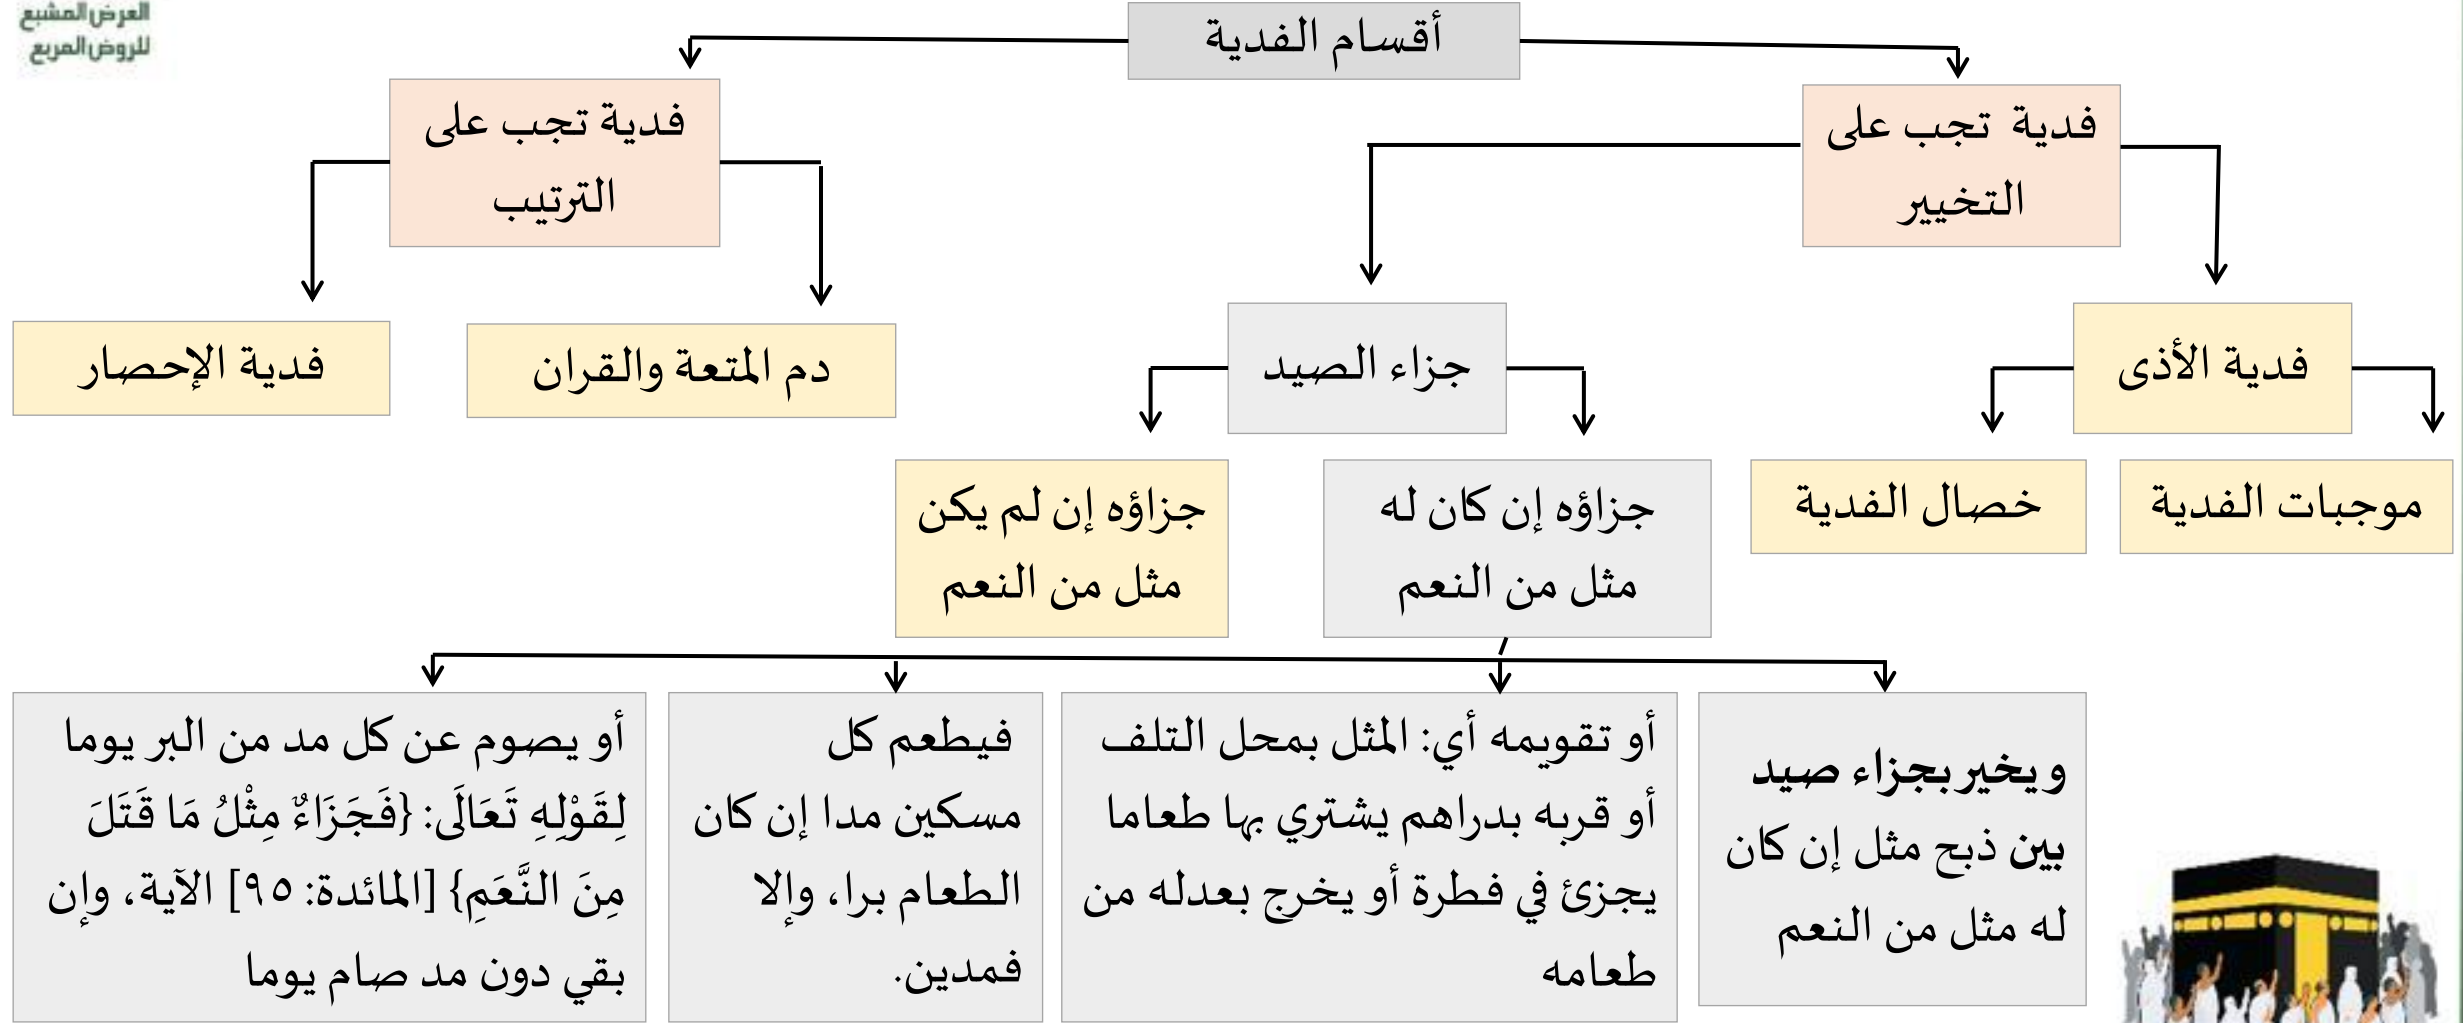 العرض المشبع
للروض المربع
أقسام الفدية
فدية تجب على
التخيير
فدية تجب على
الترتيب
فدية الأذى
جزاء الصيد
دم المتعة والقران
فدية الإحصار
موجبات الفدية
خصال الفدية
جزاؤه إن كان له
مثل من النعم
جزاؤه إن لم يكن
مثل من النعم
ويخير بجزاء صيد
بين ذبح مثل إن كان
له مثل من النعم
أو تقويمه أي: المثل بمحل التلف
أو قربه بدراهم يشتري بها طعاما
يجزئ في فطرة أو يخرج بعدله من
طعامه
فيطعم كل
مسكين مدا إن كان
الطعام برا، وإلا
فمدين.
أو يصوم عن كل مد من البر يوما
لِقَوْلِهِ تَعَالَى: {فَجَزَاءٌ مِثْلُ مَا قَتَلَ
مِنَ النَّعَمِ} [المائدة: ٩٥] الآية، وإن
بقي دون مد صام يوما